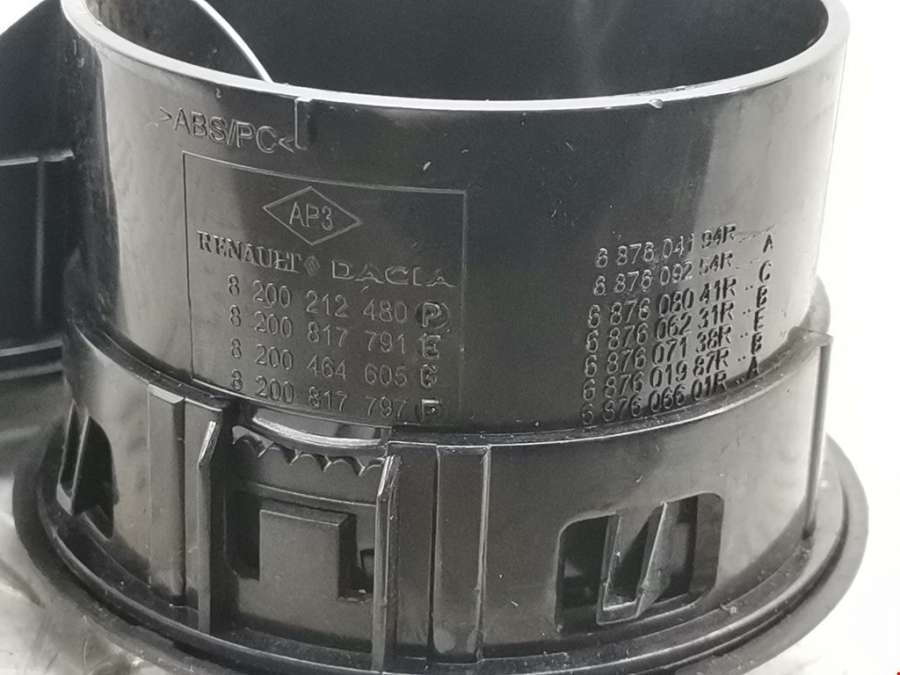 >ABS/PC<
AP3
RENAULT DACIA
8 200 212 480 P
8 200 817 791 E
8 200 464 605 G
8 200 817 797 F
6 876 041 94R
6 876 092 54R -- A
6 876 080 41R -- C
6 876 062 31R -- B
6 876 071 38R -- E
6 876 019 87R -- B
6 876 066 01R -- A